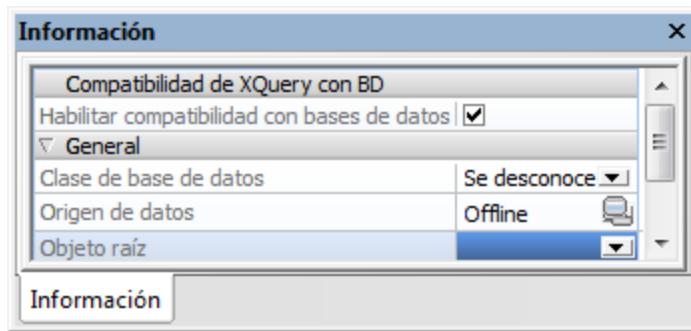 Información
Compatibilidad de XQuery con BD
Habilitar compatibilidad con bases de datos
General
Clase de base de datos Se desconoce
Origen de datos Offline
Objeto raíz
Información